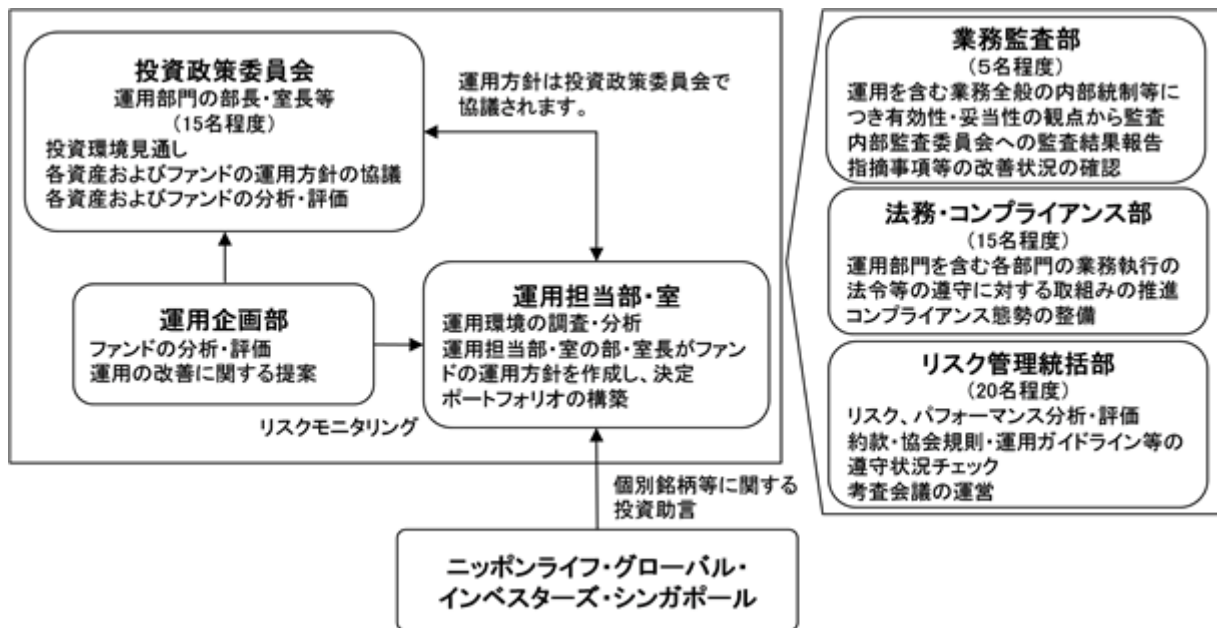 投資政策委員会
運用部門の部長・室長等
(15名程度)
投資環境見通し
各資産およびファンドの運用方針の協議
各資産およびファンドの分析・評価
運用方針は投資政策委員会で
協議されます。
運用企画部
ファンドの分析・評価
運用の改善に関する提案
リスクモニタリング
運用担当部・室
運用環境の調査・分析
運用担当部・室の部・室長がファン
ドの運用方針を作成し、決定
ポートフォリオの構築
個別銘柄等に関する
投資助言
ニッポンライフ・グローバル・
インベスターズ・シンガポール
業務監査部
(5名程度)
運用を含む業務全般の内部統制等に
つき有効性・妥当性の観点から監査
内部監査委員会への監査結果報告
指摘事項等の改善状況の確認
法務・コンプライアンス部
(15名程度)
運用部門を含む各部門の業務執行の
法令等の遵守に対する取組みの推進
コンプライアンス態勢の整備
リスク管理統括部
(20名程度)
リスク、パフォーマンス分析・評価
約款・協会規則・運用ガイドライン等の
遵守状況チェック
考査会議の運営